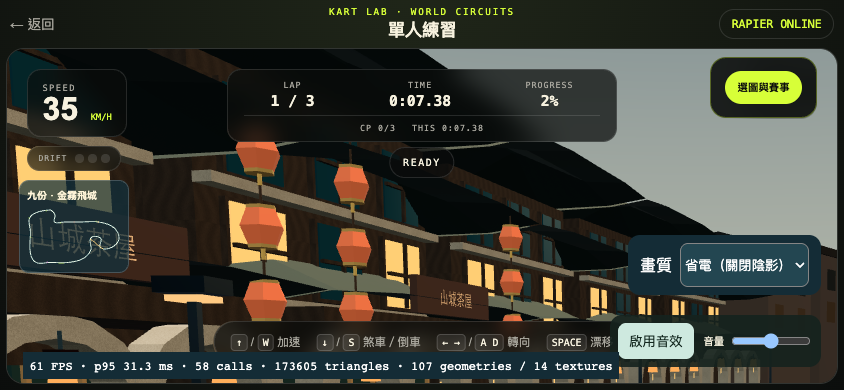 ← 返回
KART LAB · WORLD CIRCUITS
單人練習
RAPIER ONLINE
SPEED
35 KM/H
LAP TIME PROGRESS
1 / 3 0:07.38 2%
CP 0/3 THIS 0:07.38
選圖與賽事
DRIFT
READY
九份・金霧飛城
山城茶屋
山城茶屋
畫質 省電（關閉陰影）
↑ / W 加速 ↓ / S 煞車 / 倒車 ← → / A D 轉向 SPACE 漂移
啟用音效 音量
61 FPS · p95 31.3 ms · 58 calls · 173605 triangles · 107 geometries / 14 textures